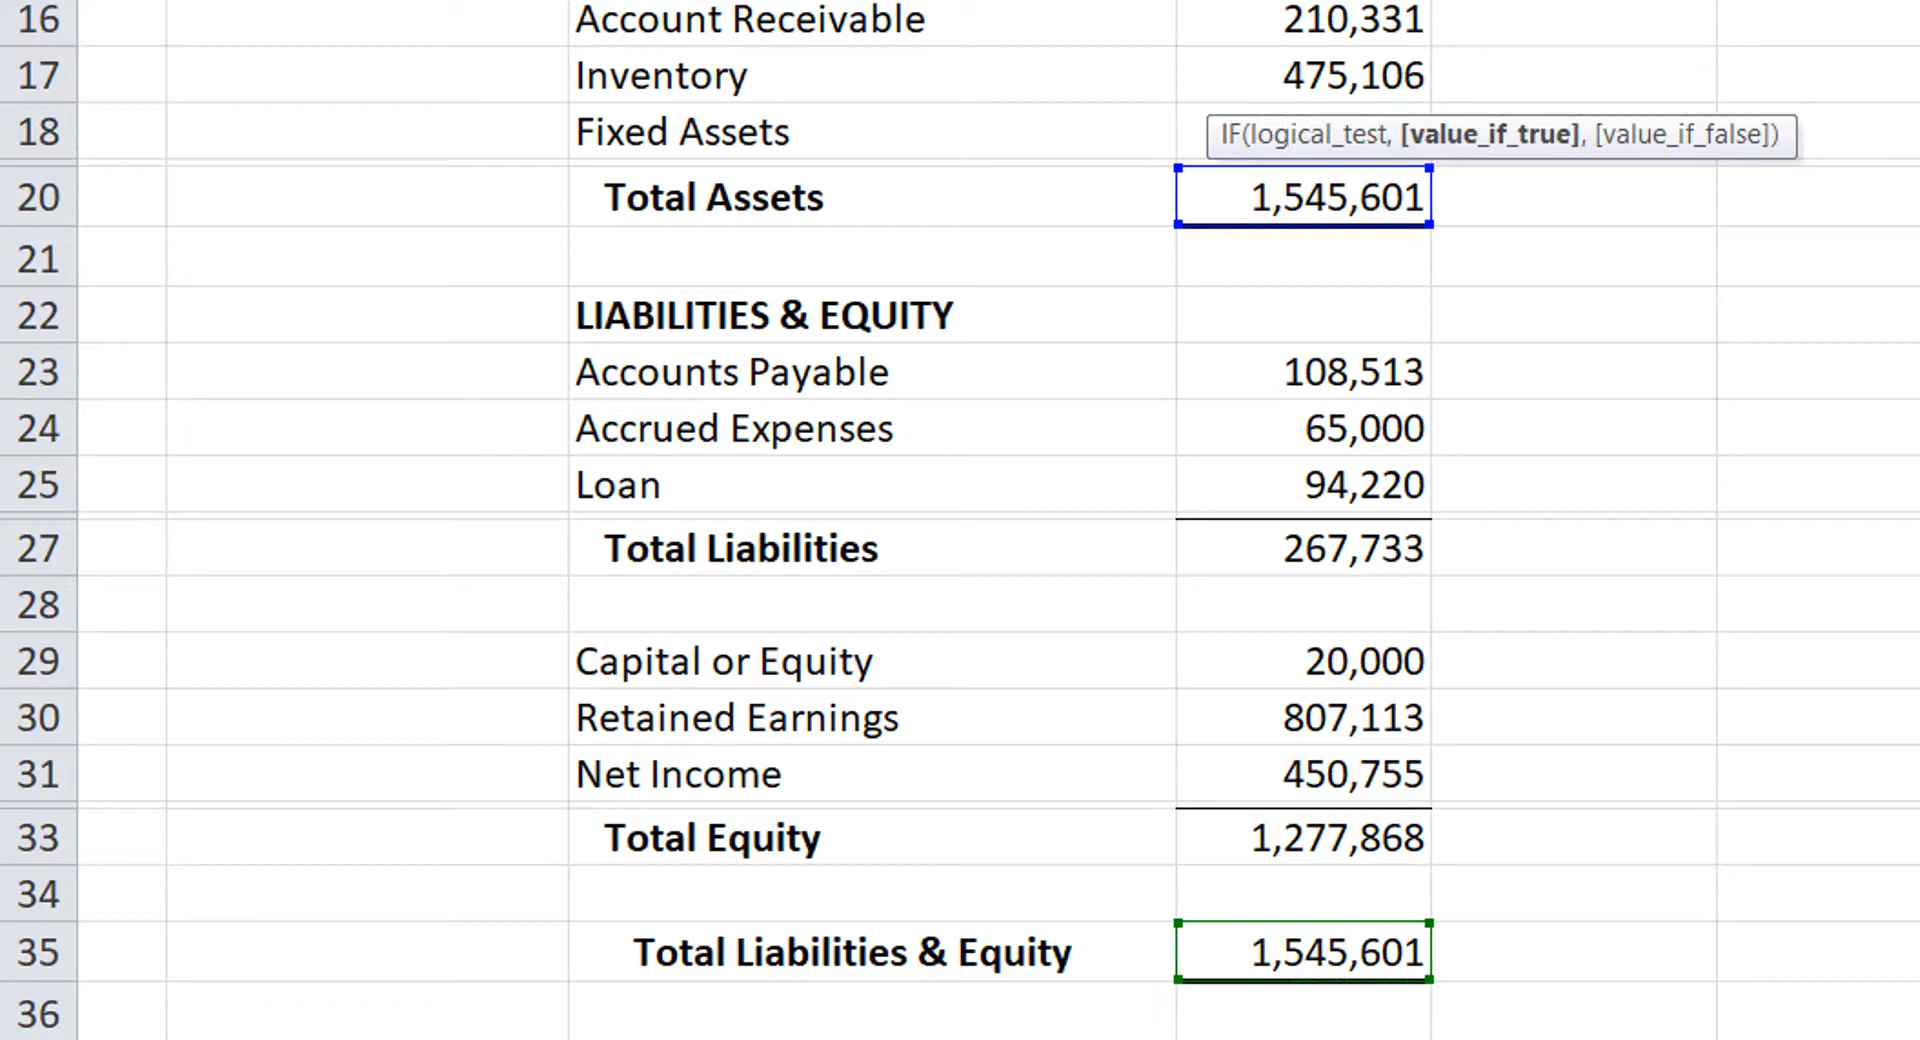 16 Account Receivable 210,331
17 Inventory 475,106
18 Fixed Assets IF(logical_test, [value_if_true], [value_if_false])
20 Total Assets 1,545,601
21
22 LIABILITIES & EQUITY
23 Accounts Payable 108,513
24 Accrued Expenses 65,000
25 Loan 94,220
27 Total Liabilities 267,733
28
29 Capital or Equity 20,000
30 Retained Earnings 807,113
31 Net Income 450,755
33 Total Equity 1,277,868
34
35 Total Liabilities & Equity 1,545,601
36